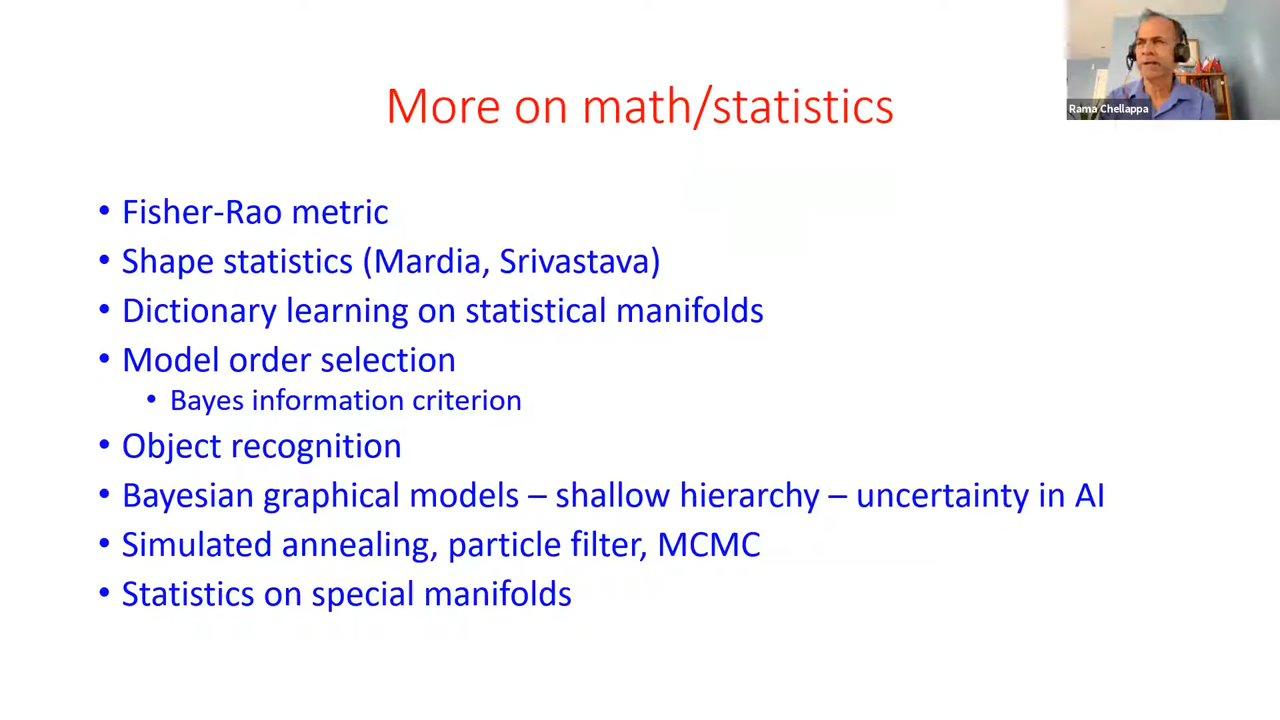 More on math/statistics
Rama Chellappa
• Fisher-Rao metric
• Shape statistics (Mardia, Srivastava)
• Dictionary learning on statistical manifolds
• Model order selection
• Bayes information criterion
• Object recognition
• Bayesian graphical models – shallow hierarchy – uncertainty in AI
• Simulated annealing, particle filter, MCMC
• Statistics on special manifolds